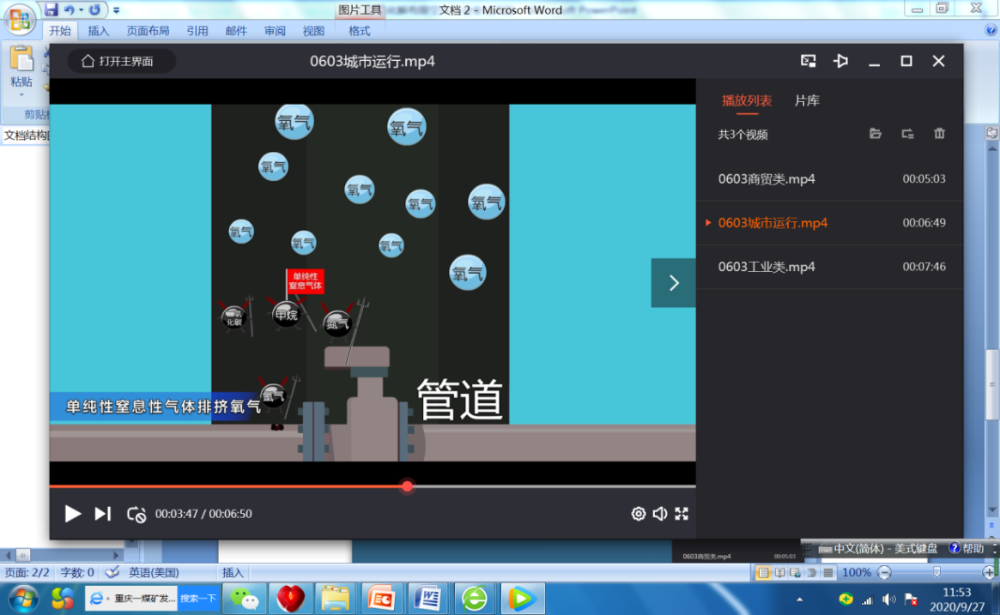 图片工具
文档 2 - Microsoft Word
开始
插入
页面布局
引用
邮件
审阅
视图
格式
粘贴
文档结构
打开主界面
0603城市运行.mp4
播放列表
片库
共3个视频
0603商贸类.mp4
00:05:03
0603城市运行.mp4
00:06:49
0603工业类.mp4
00:07:46
氧气
氧气
氧气
氧气
氧气
氧气
氧气
氧气
氧气
氧气
单纯性
窒息气体
甲烷
氮气
氩气
管道
单纯性窒息性气体排挤氧气
00:03:47 / 00:06:50
0603商贸类.mp4
00:05:03
中文(简体) - 美式键盘
帮助
页面: 2/2
字数: 0
英语(美国)
插入
100%
重庆一煤矿发...
搜索一下
11:53
2020/9/27